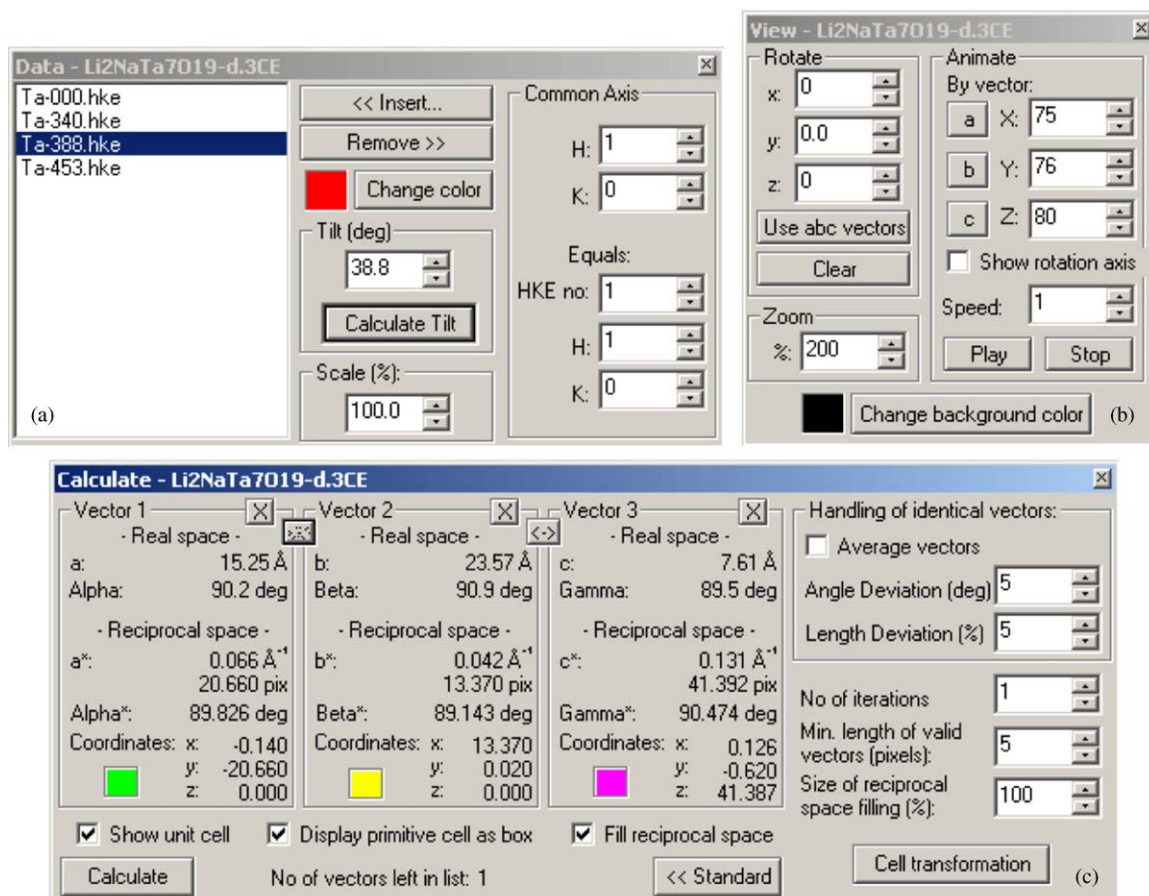 Data - Li2NaTa7O19-d.3CE
Ta-000.hke
Ta-340.hke
Ta-388.hke
Ta-453.hke
(a)
<< Insert...
Remove >>
Change color
Tilt (deg)
38.8
Calculate Tilt
Scale (%):
100.0
Common Axis
H: 1
K: 0
Equals:
HKE no: 1
H: 1
K: 0
View - Li2NaTa7O19-d.3CE
Rotate
x: 0
y: 0.0
z: 0
Use abc vectors
Clear
Zoom
%: 200
Animate
By vector:
a X: 75
b Y: 76
c Z: 80
Show rotation axis
Speed: 1
Play Stop
Change background color
(b)
Calculate - Li2NaTa7O19-d.3CE
Vector 1 X
- Real space -
a: 15.25 Å
Alpha: 90.2 deg
- Reciprocal space -
a*: 0.066 Å⁻¹
20.660 pix
Alpha*: 89.826 deg
Coordinates: x: -0.140
y: -20.660
z: 0.000
Vector 2 X
- Real space -
b: 23.57 Å
Beta: 90.9 deg
- Reciprocal space -
b*: 0.042 Å⁻¹
13.370 pix
Beta*: 89.143 deg
Coordinates: x: 13.370
y: 0.020
z: 0.000
<->
Vector 3 X
- Real space -
c: 7.61 Å
Gamma: 89.5 deg
- Reciprocal space -
c*: 0.131 Å⁻¹
41.392 pix
Gamma*: 90.474 deg
Coordinates: x: 0.126
y: -0.620
z: 41.387
Handling of identical vectors:
Average vectors
Angle Deviation (deg) 5
Length Deviation (%) 5
No of iterations 1
Min. length of valid
vectors (pixels): 5
Size of reciprocal
space filling (%): 100
Show unit cell Display primitive cell as box Fill reciprocal space
Calculate No of vectors left in list: 1 << Standard
Cell transformation
(c)